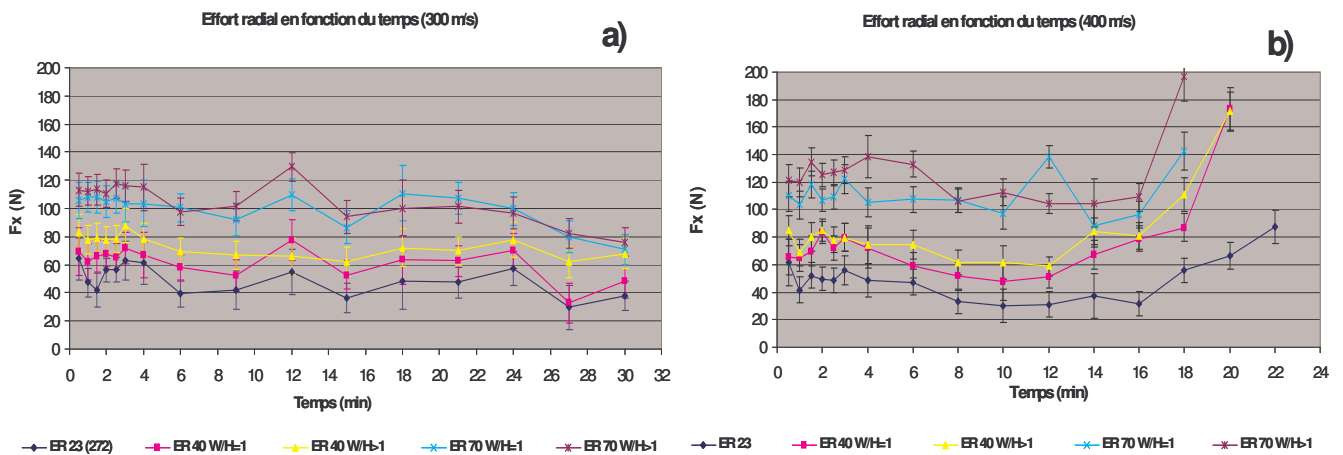 Effort radial en fonction du temps (300 m/s)
a)
Fx (N)
200
180
160
140
120
100
80
60
40
20
0
0 2 4 6 8 10 12 14 16 18 20 22 24 26 28 30 32
Temps (min)
ER 23 (272) ER 40 W/H=1 ER 40 W/H>1 ER 70 W/H=1 ER 70 W/H>1
Effort radial en fonction du temps (400 m/s)
b)
Fx (N)
200
180
160
140
120
100
80
60
40
20
0
0 2 4 6 8 10 12 14 16 18 20 22 24
Temps (min)
ER 23 ER 40 W/H=1 ER 40 W/H>1 ER 70 W/H=1 ER 70 W/H>1